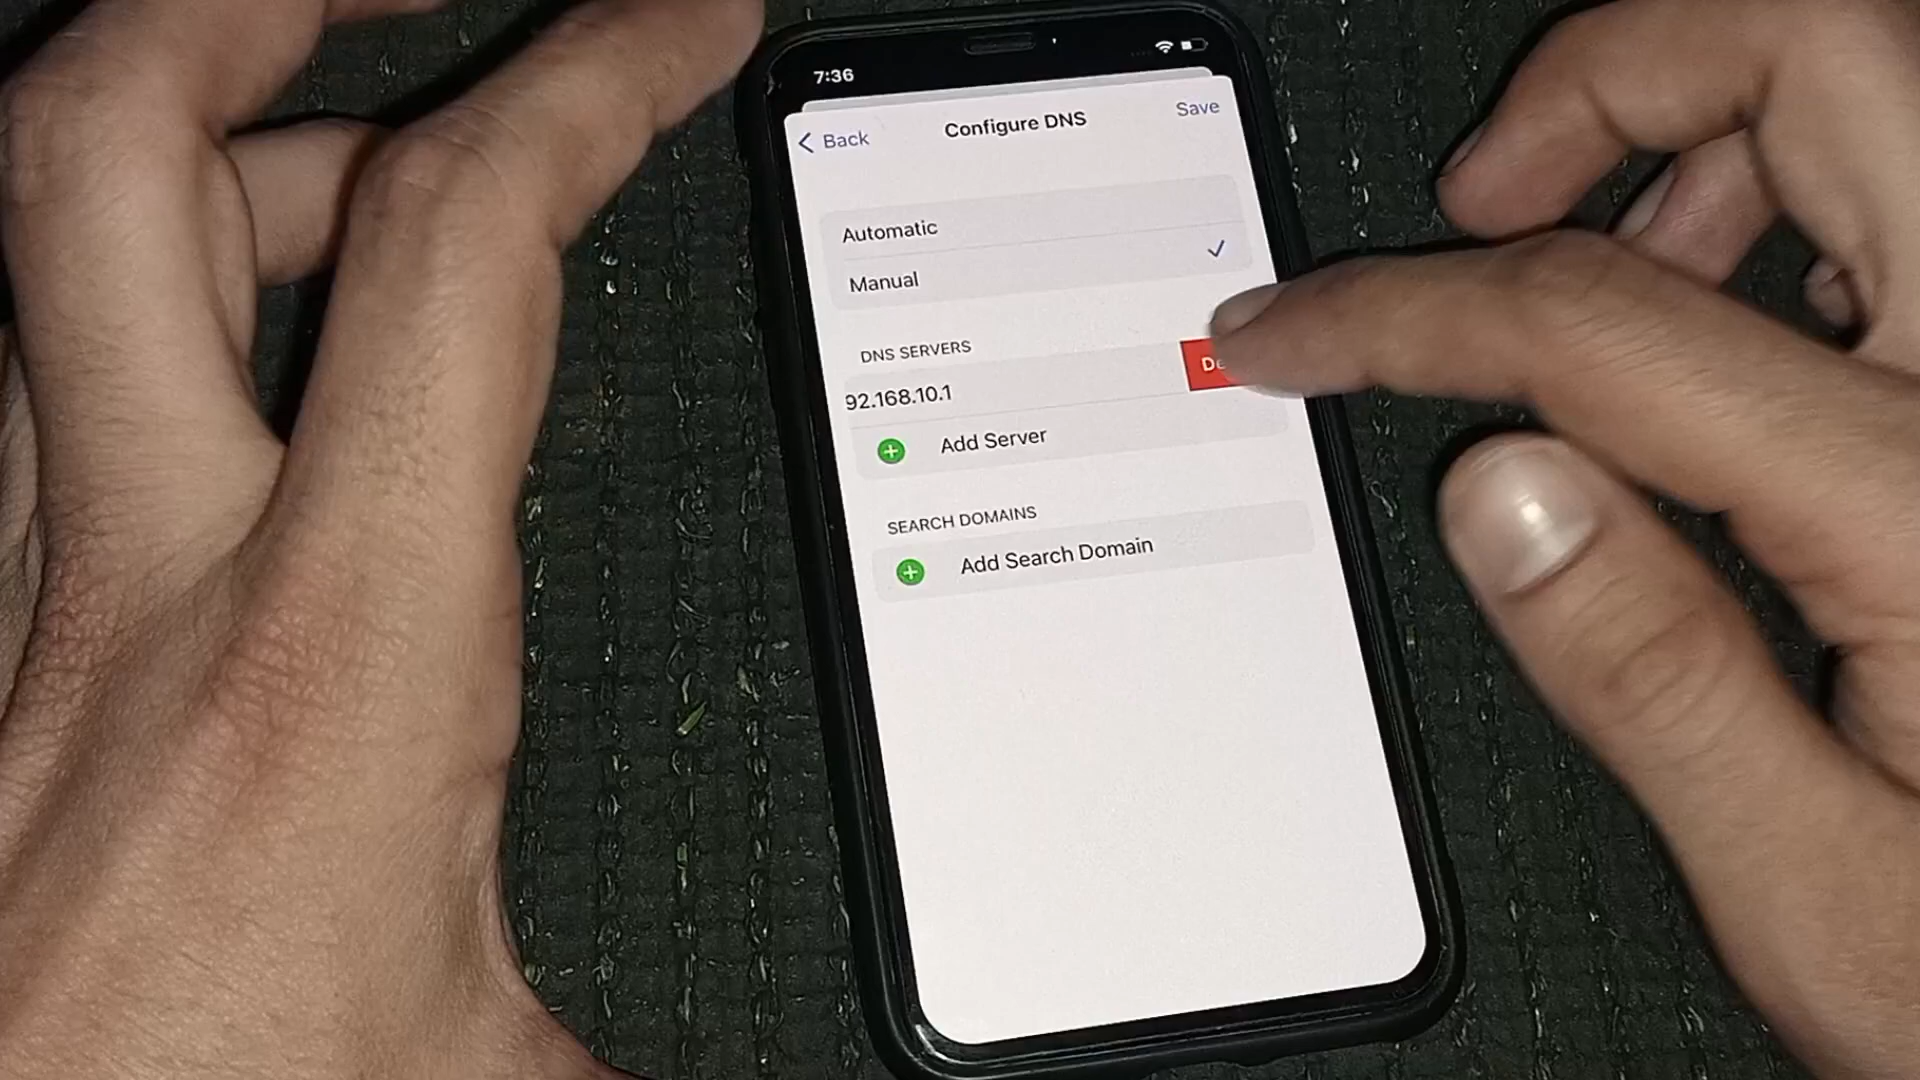 7:36
Back
Configure DNS
Save
Automatic
Manual
DNS SERVERS
92.168.10.1
De
Add Server
SEARCH DOMAINS
Add Search Domain